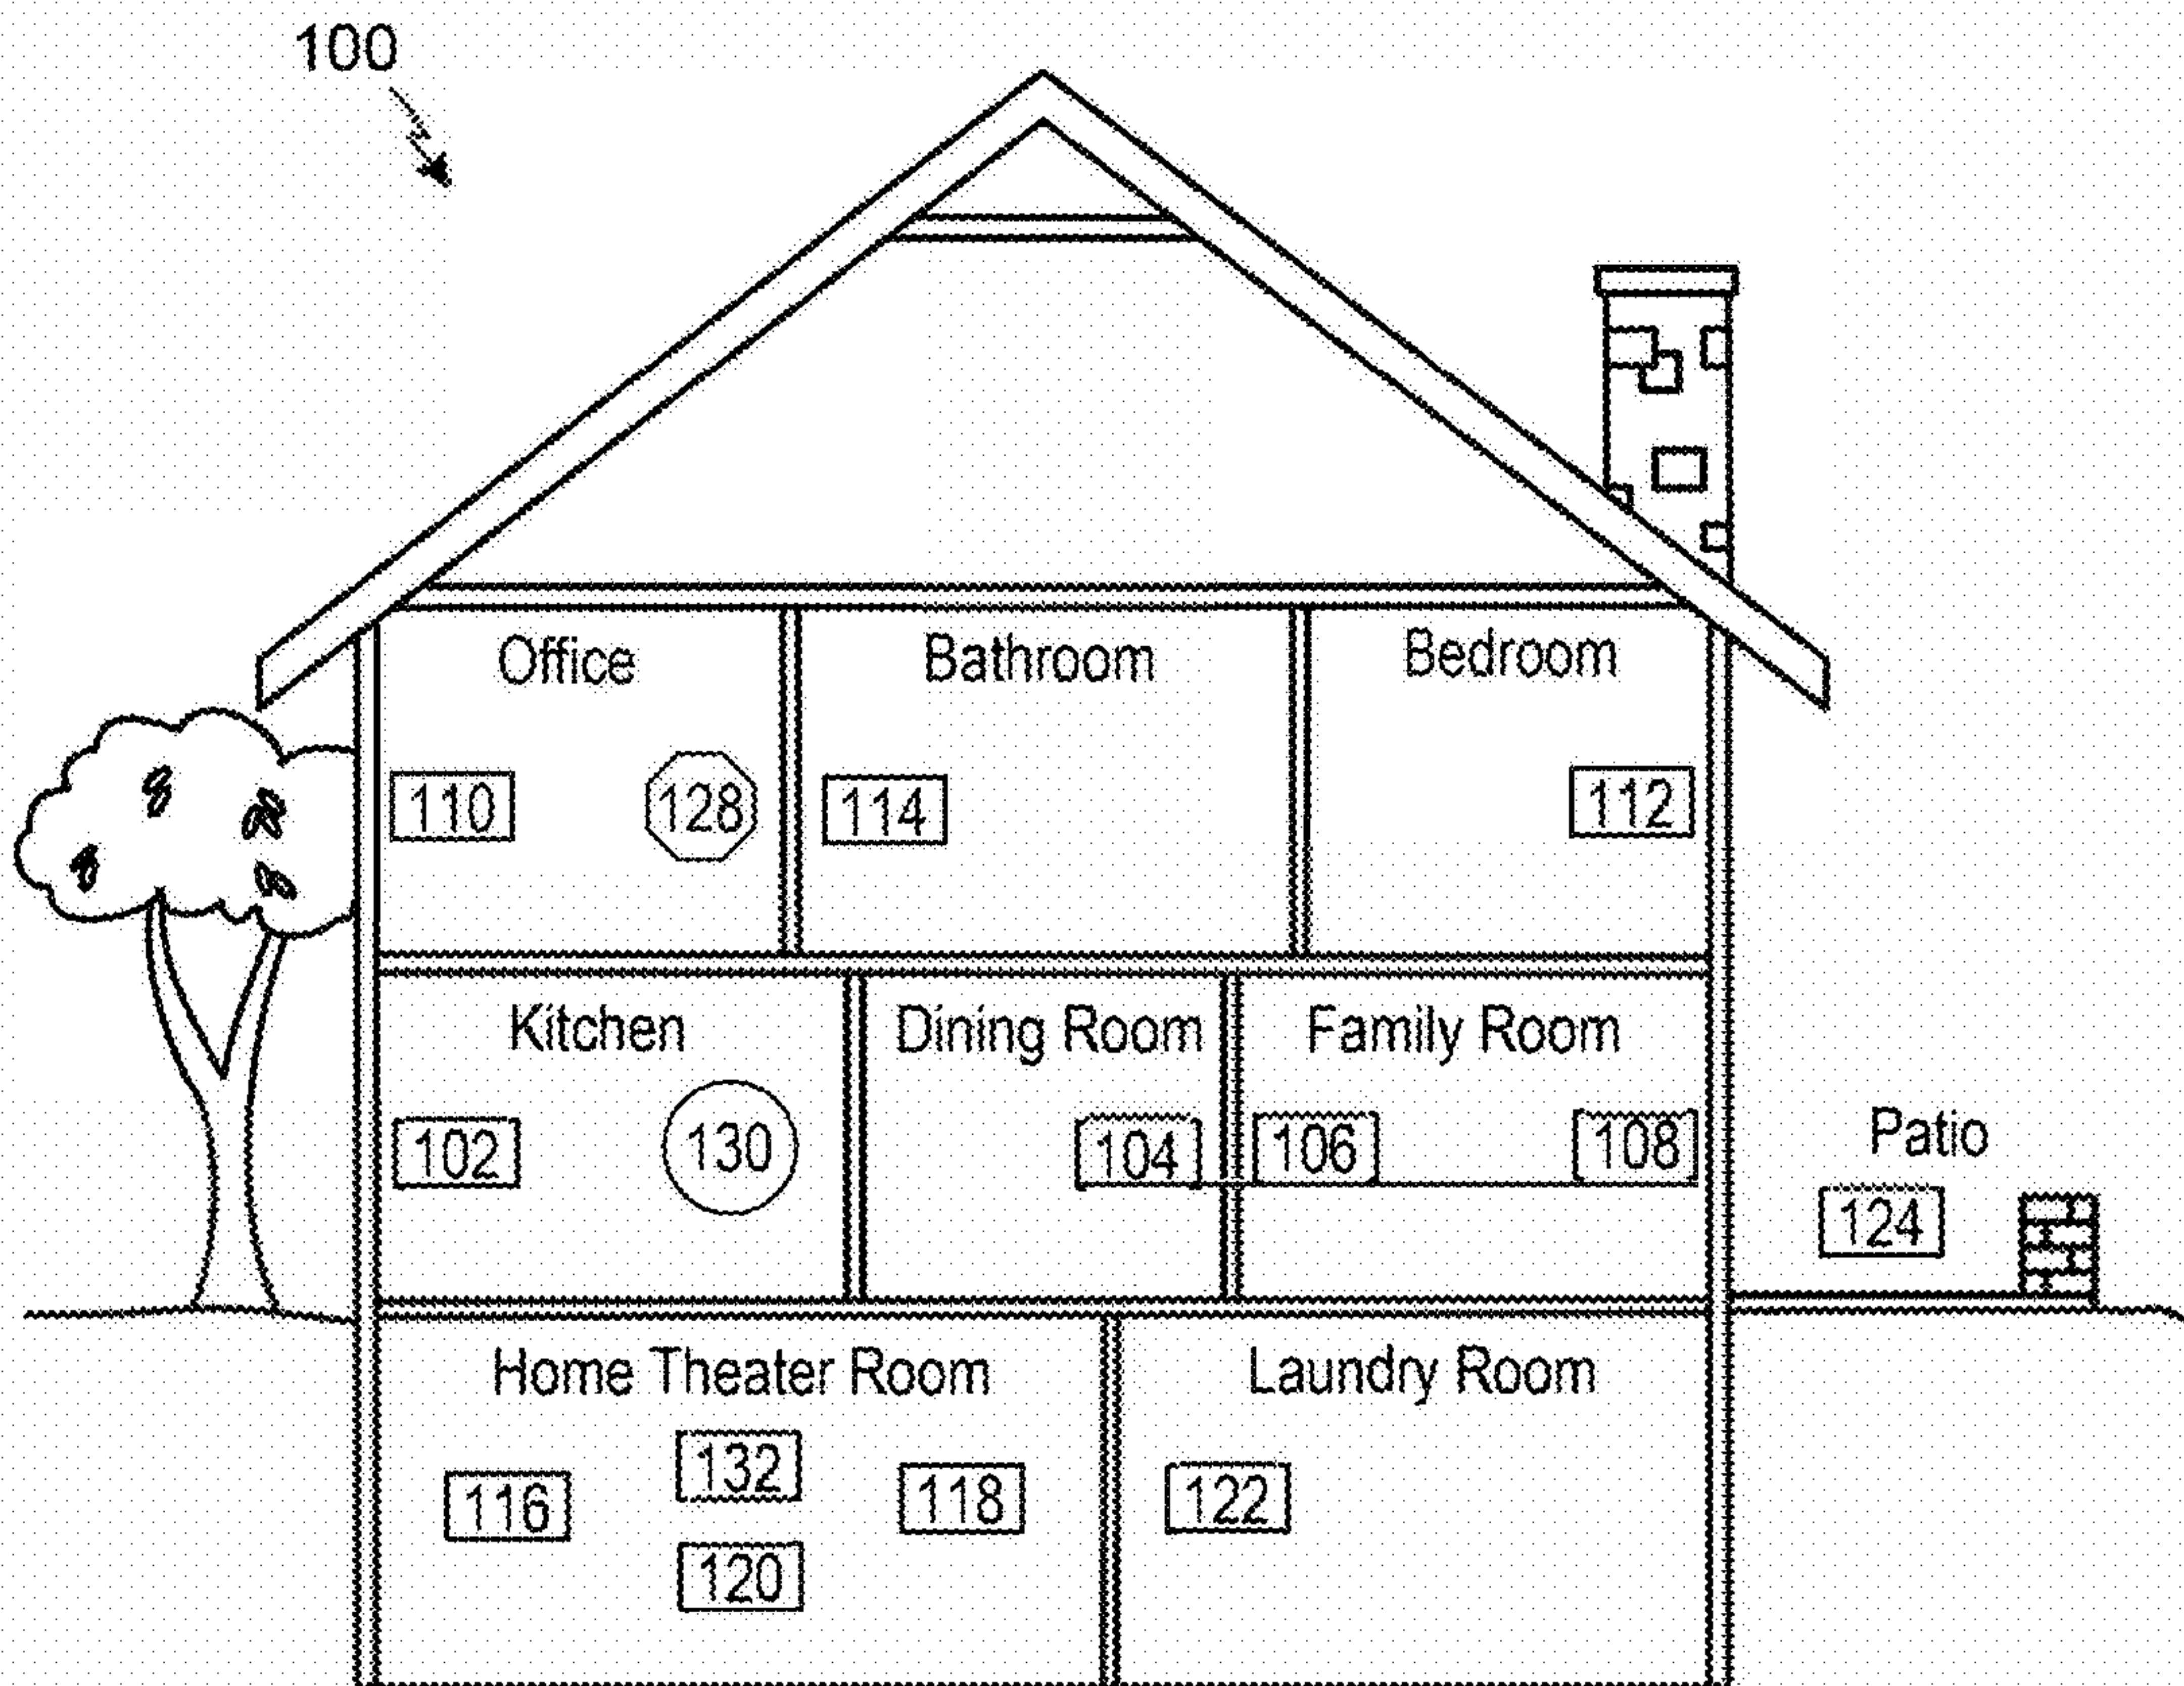 100
Office
Bathroom
Bedroom
110
128
114
112
Kitchen
Dining Room
Family Room
102
130
104
106
108
Patio
124
Home Theater Room
Laundry Room
116
132
118
122
120